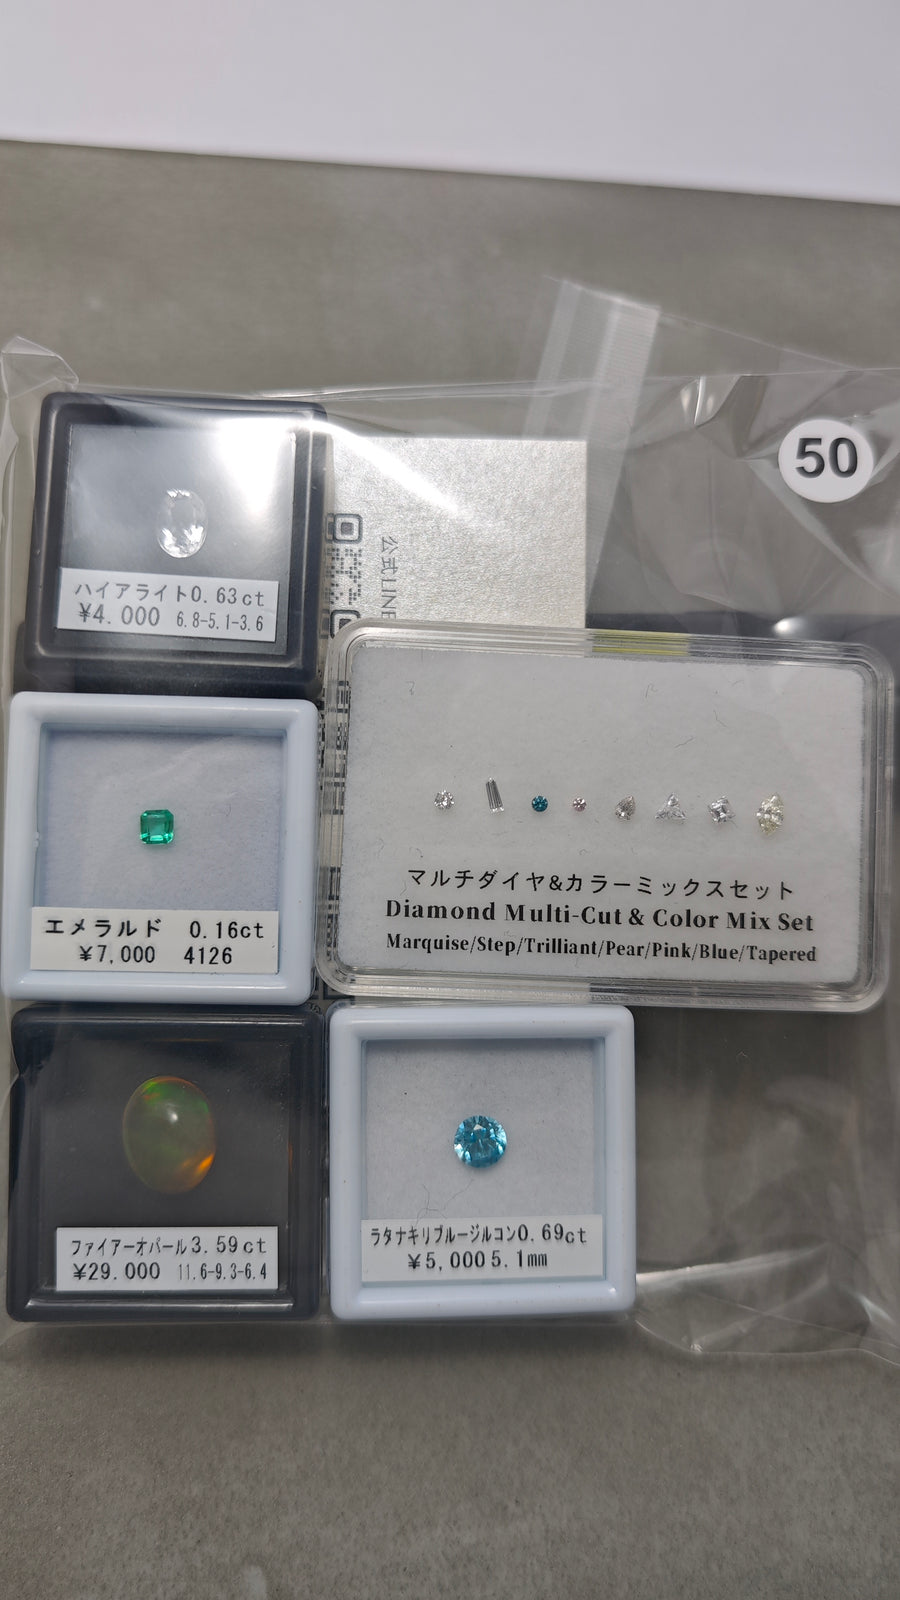 50
公式LINE
ハイアライト0.63ct
¥4.000 6.8-5.1-3.6
エメラルド 0.16ct
¥7,000 4126
マルチダイヤ&カラーミックスセット
Diamond Multi-Cut & Color Mix Set
Marquise/Step/Trilliant/Pear/Pink/Blue/Tapered
ファイアーオパール3.59ct
¥29.000 11.6-9.3-6.4
ラタナキリブルージルコン0.69ct
¥5,000 5.1mm